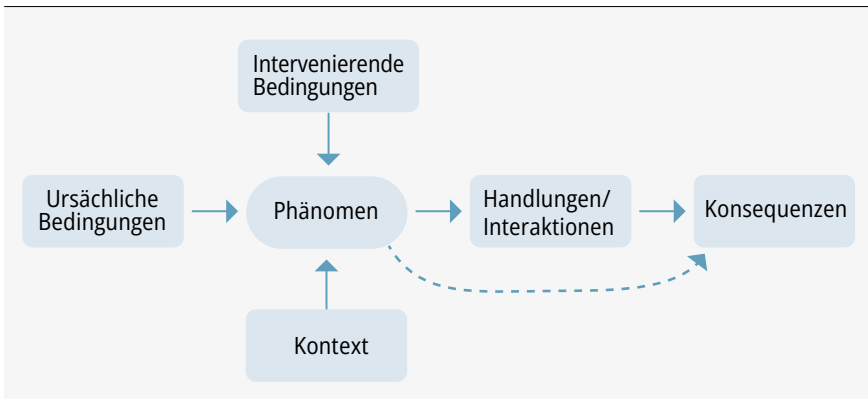 Intervenierende
Bedingungen
Ursächliche
Bedingungen
Phänomen
Handlungen/
Interaktionen
Konsequenzen
Kontext